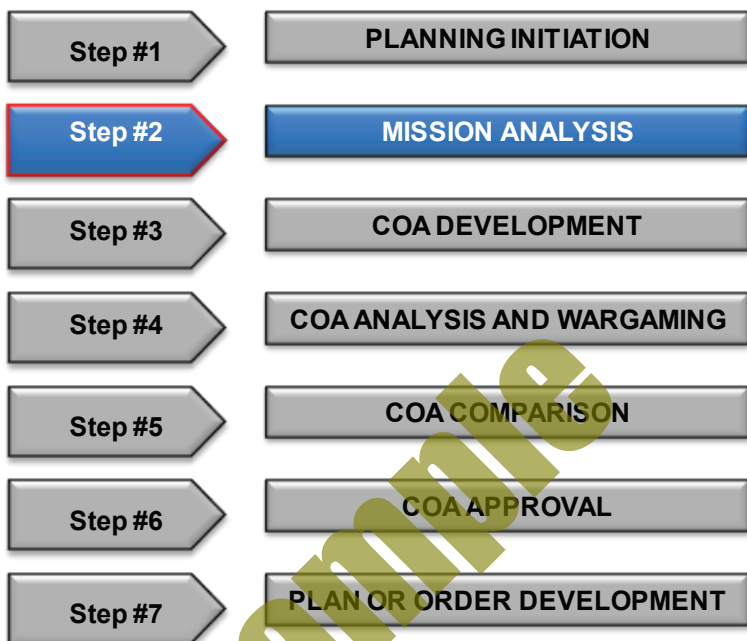 Step #1 PLANNING INITIATION
Step #2 MISSION ANALYSIS
Step #3 COA DEVELOPMENT
Step #4 COA ANALYSIS AND WARGAMING
Step #5 COA COMPARISON
Step #6 COA APPROVAL
Step #7 PLAN OR ORDER DEVELOPMENT
Sample